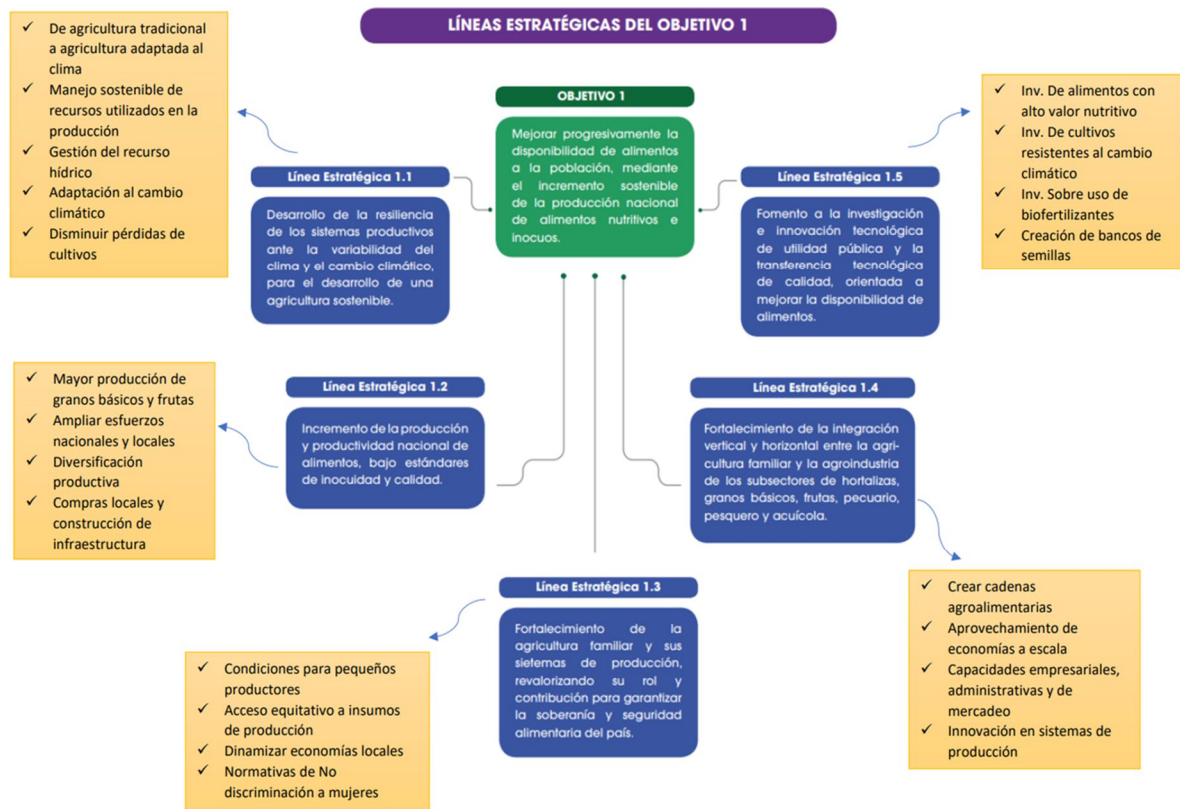 LÍNEAS ESTRATÉGICAS DEL OBJETIVO 1
OBJETIVO 1
Mejorar progresivamente la
disponibilidad de alimentos
a la población, mediante
el incremento sostenible
de la producción nacional
de alimentos nutritivos e
inocuos.
✓ De agricultura tradicional
a agricultura adaptada al
clima
✓ Manejo sostenible de
recursos utilizados en la
producción
✓ Gestión del recurso
hídrico
✓ Adaptación al cambio
climático
✓ Disminuir pérdidas de
cultivos
Línea Estratégica 1.1
Desarrollo de la resiliencia
de los sistemas productivos
ante la variabilidad del
clima y el cambio climático,
para el desarrollo de una
agricultura sostenible.
✓ Inv. De alimentos con
alto valor nutritivo
✓ Inv. De cultivos
resistentes al cambio
climático
✓ Inv. Sobre uso de
biofertilizantes
✓ Creación de bancos de
semillas
Línea Estratégica 1.5
Fomento a la investigación
e innovación tecnológica
de utilidad pública y la
transferencia tecnológica
de calidad, orientada a
mejorar la disponibilidad de
alimentos.
✓ Mayor producción de
granos básicos y frutas
✓ Ampliar esfuerzos
nacionales y locales
✓ Diversificación
productiva
✓ Compras locales y
construcción de
infraestructura
Línea Estratégica 1.2
Incremento de la producción
y productividad nacional de
alimentos, bajo estándares
de inocuidad y calidad.
Línea Estratégica 1.4
Fortalecimiento de la integración
vertical y horizontal entre la agri-
cultura familiar y la agroindustria
de los subsectores de hortalizas,
granos básicos, frutas, pecuario,
pesquero y acuícola.
✓ Crear cadenas
agroalimentarias
✓ Aprovechamiento de
economías a escala
✓ Capacidades empresariales,
administrativas y de
mercadeo
✓ Innovación en sistemas de
producción
Línea Estratégica 1.3
Fortalecimiento de la
agricultura familiar y sus
sietemas de producción,
revalorizando su rol y
contribución para garantizar
la soberanía y seguridad
alimentaria del país.
✓ Condiciones para pequeños
productores
✓ Acceso equitativo a insumos
de producción
✓ Dinamizar economías locales
✓ Normativas de No
discriminación a mujeres